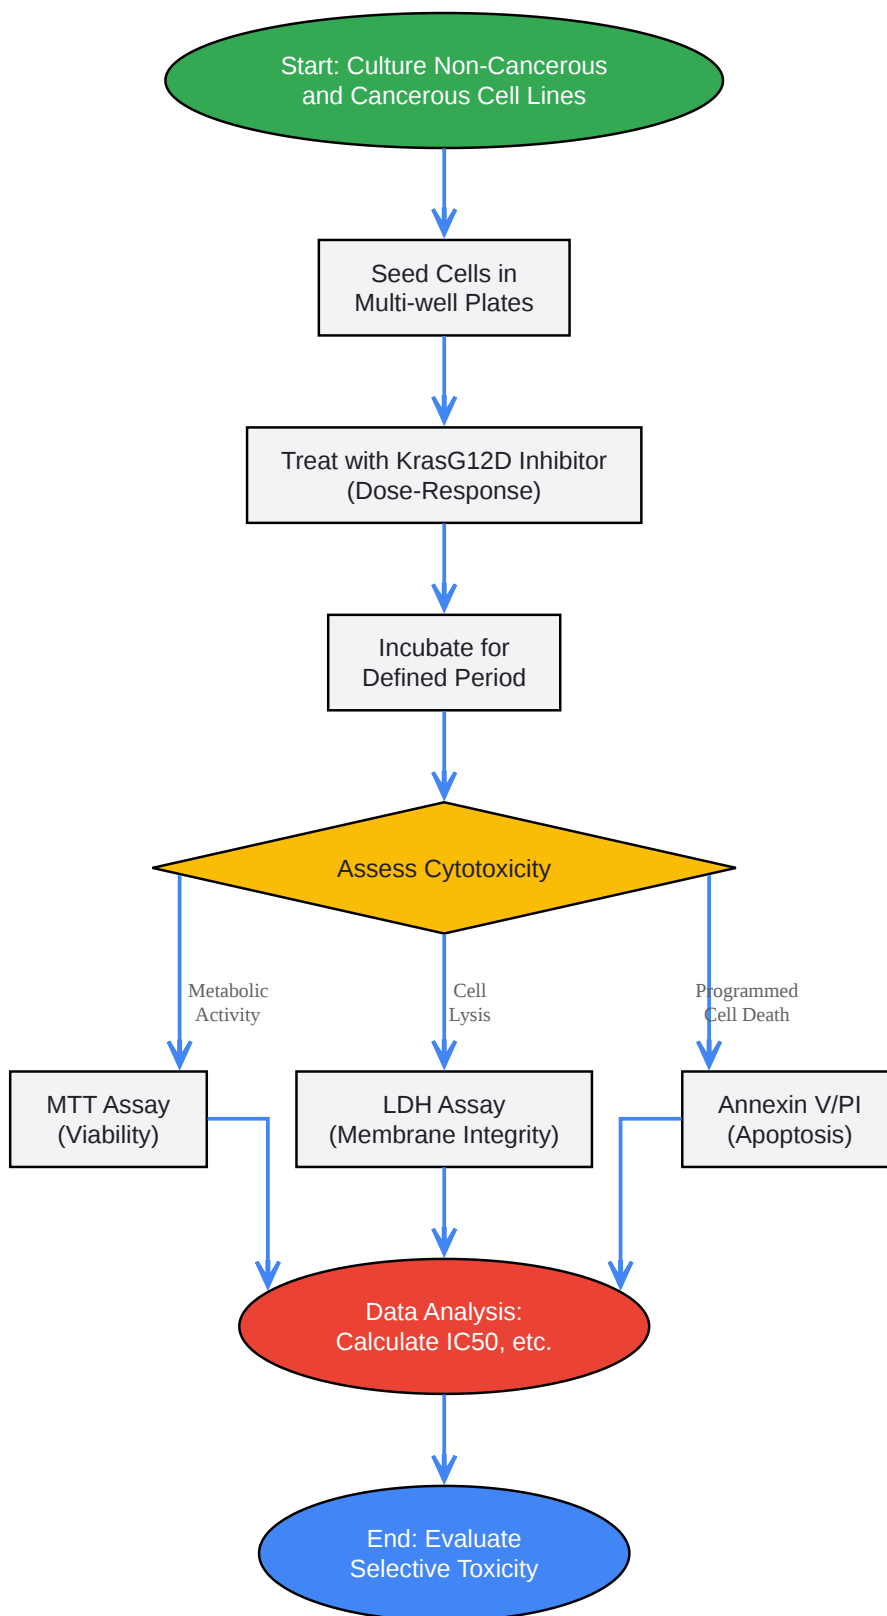 Start: Culture Non-Cancerous
and Cancerous Cell Lines
Seed Cells in
Multi-well Plates
Treat with KrasG12D Inhibitor
(Dose-Response)
Incubate for
Defined Period
Assess Cytotoxicity
Metabolic
Activity
Cell
Lysis
Programmed
Cell Death
MTT Assay
(Viability)
LDH Assay
(Membrane Integrity)
Annexin V/PI
(Apoptosis)
Data Analysis:
Calculate IC50, etc.
End: Evaluate
Selective Toxicity